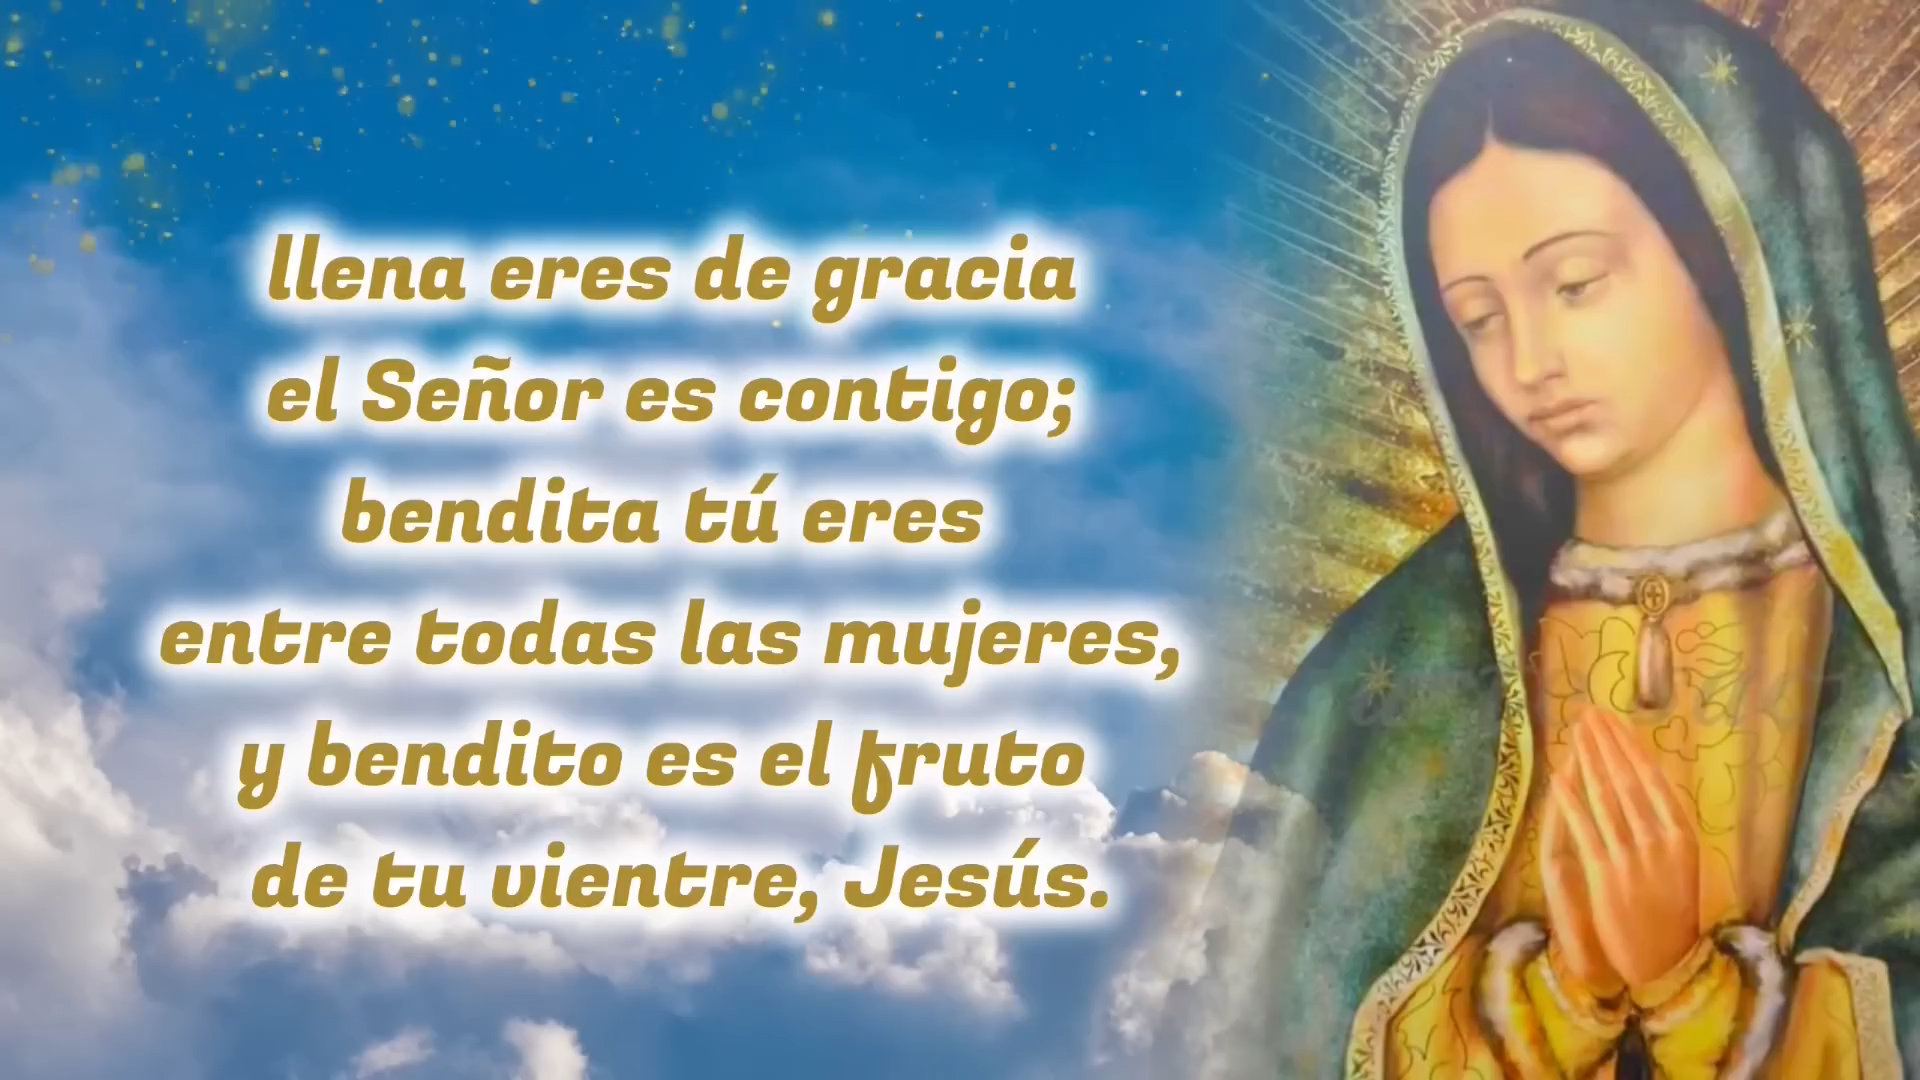 llena eres de gracia
el Señor es contigo;
bendita tú eres
entre todas las mujeres,
y bendito es el fruto
de tu vientre, Jesús.